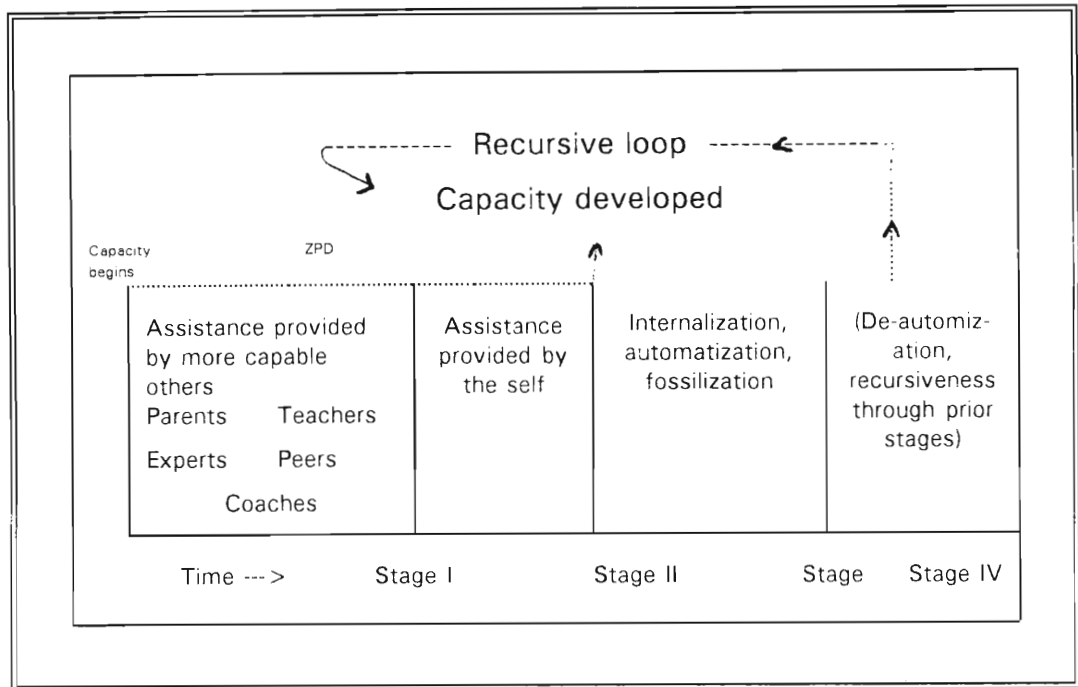 Recursive loop
Capacity developed
Capacity
begins
ZPD
Assistance provided
by more capable
others
Parents Teachers
Experts Peers
Coaches
Assistance
provided by
the self
Internalization,
automatization,
fossilization
(De-automiz-
ation,
recursiveness
through prior
stages)
Time --->
Stage I
Stage II
Stage
Stage IV